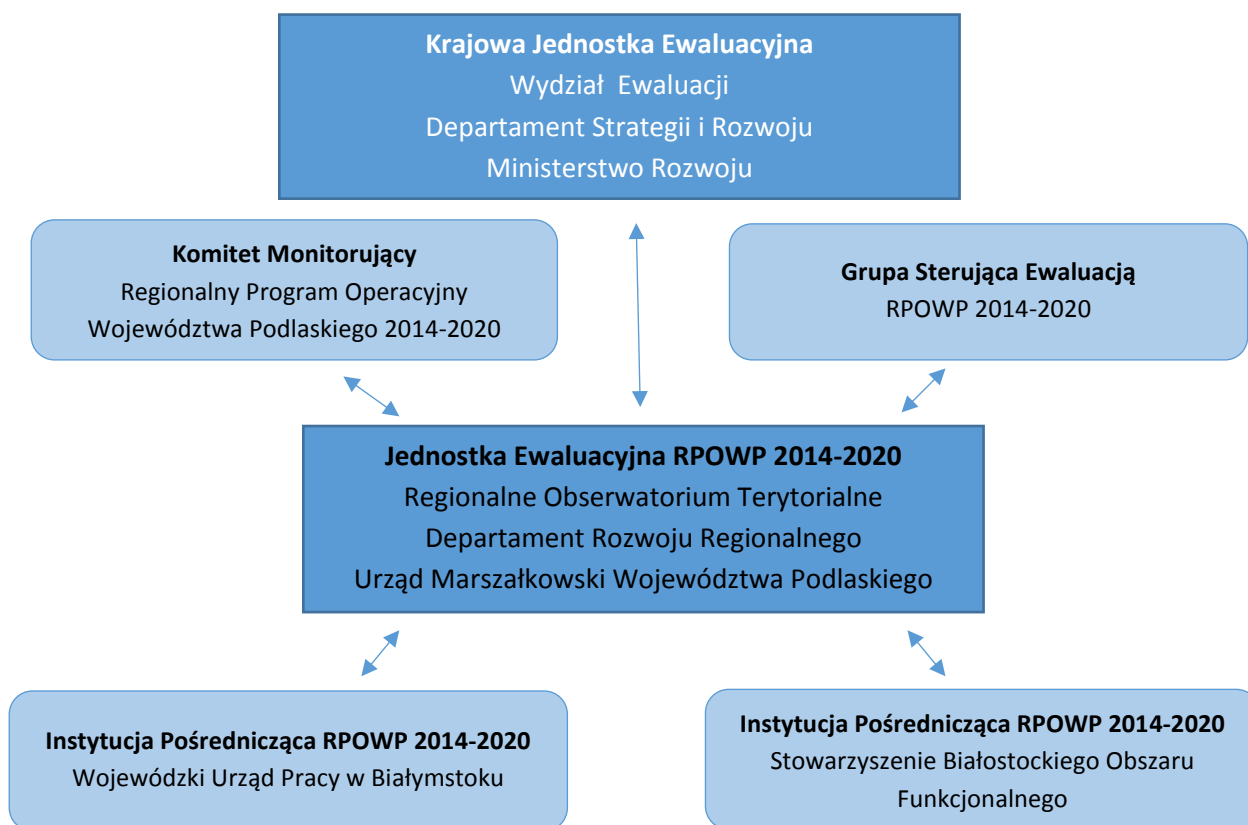 Krajowa Jednostka Ewaluacyjna
Wydział Ewaluacji
Departament Strategii i Rozwoju
Ministerstwo Rozwoju
Komitet Monitorujący
Regionalny Program Operacyjny
Województwa Podlaskiego 2014-2020
Grupa Sterująca Ewaluacją
RPOWP 2014-2020
Jednostka Ewaluacyjna RPOWP 2014-2020
Regionalne Obserwatorium Terytorialne
Departament Rozwoju Regionalnego
Urząd Marszałkowski Województwa Podlaskiego
Instytucja Pośrednicząca RPOWP 2014-2020
Wojewódzki Urząd Pracy w Białymstoku
Instytucja Pośrednicząca RPOWP 2014-2020
Stowarzyszenie Białostockiego Obszaru
Funkcjonalnego